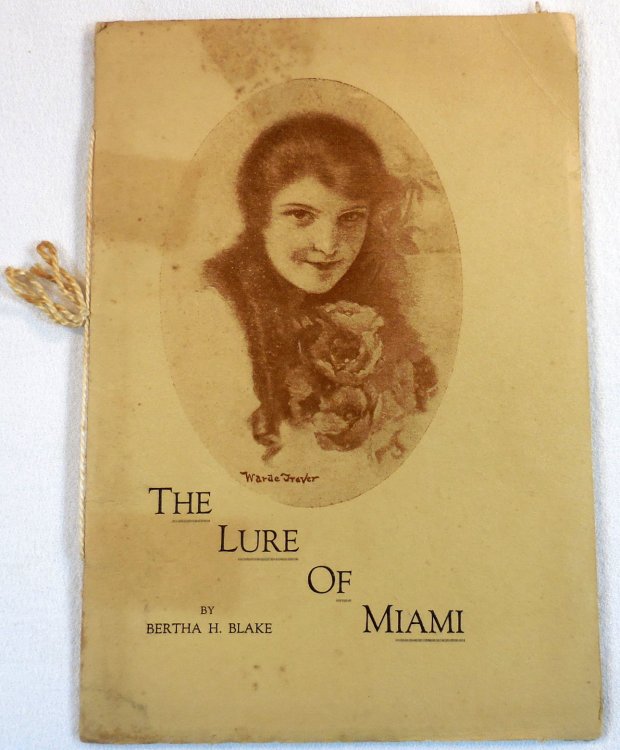 Warde Traver
THE
LURE
OF
MIAMI
BY
BERTHA H. BLAKE